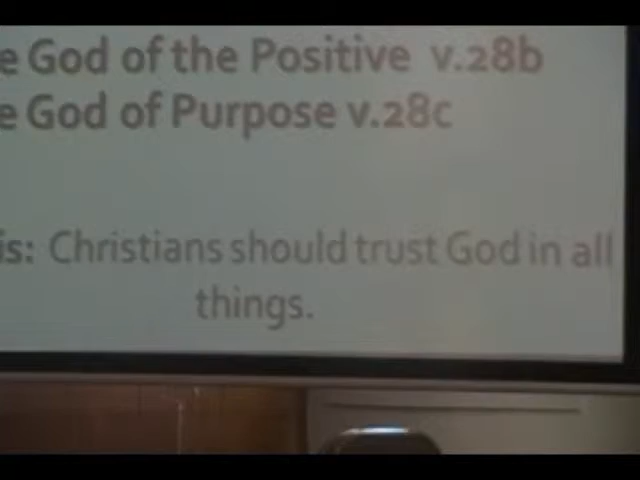 e God of the Positive v.28b
e God of Purpose v.28c
is: Christians should trust God in all
things.